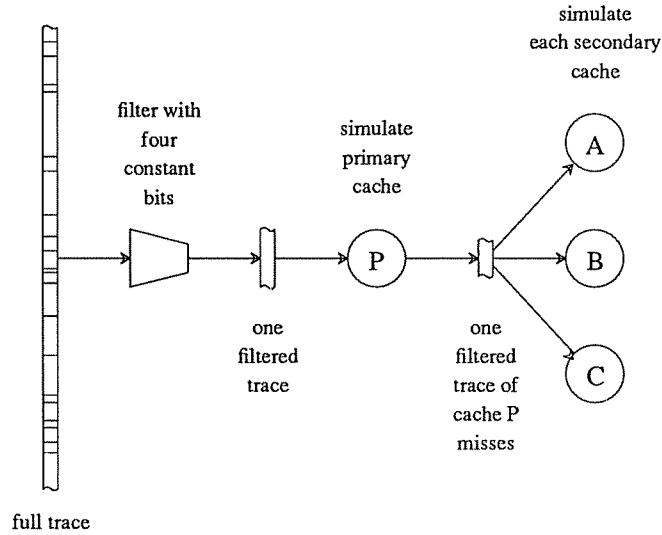 simulate
each secondary
cache
filter with
four
constant
bits
simulate
primary
cache
A
P
B
C
one
filtered
trace
one
filtered
trace of
cache P
misses
full trace